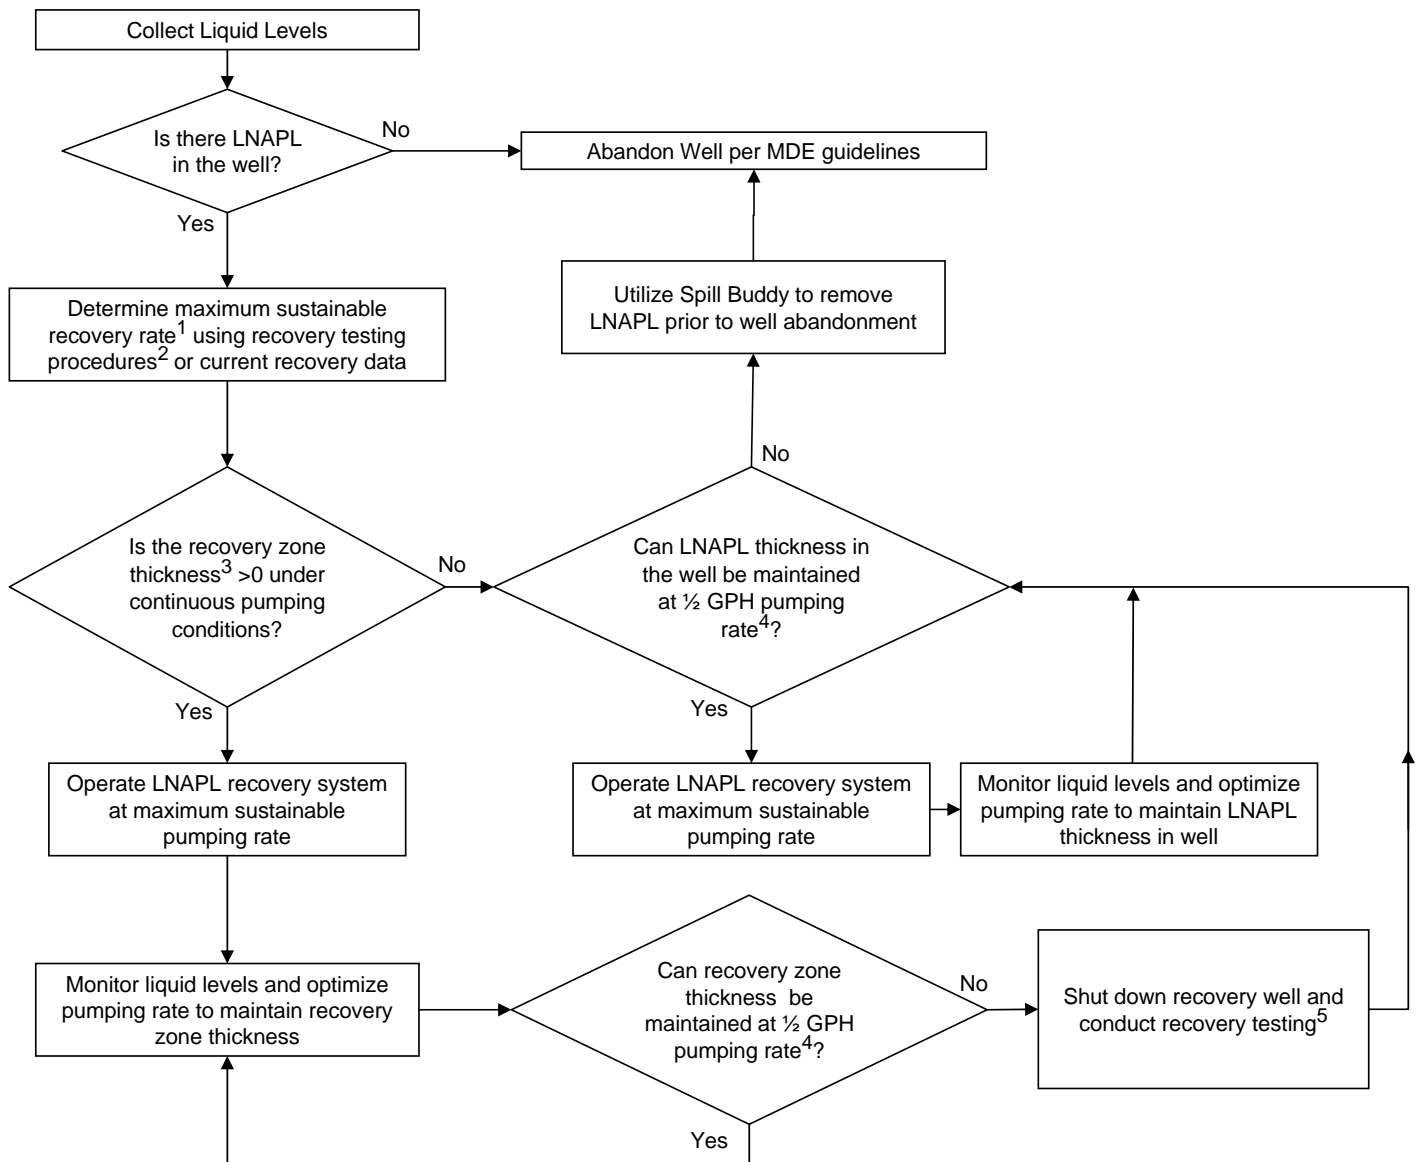 Collect Liquid Levels
Is there LNAPL
in the well?
No
Abandon Well per MDE guidelines
Yes
Determine maximum sustainable
recovery rate1 using recovery testing
procedures2 or current recovery data
Utilize Spill Buddy to remove
LNAPL prior to well abandonment
No
Is the recovery zone
thickness3 >0 under
continuous pumping
conditions?
No
Can LNAPL thickness in
the well be maintained
at ½ GPH pumping
rate4?
Yes
Yes
Operate LNAPL recovery system
at maximum sustainable
pumping rate
Operate LNAPL recovery system
at maximum sustainable
pumping rate
Monitor liquid levels and optimize
pumping rate to maintain LNAPL
thickness in well
Monitor liquid levels and optimize
pumping rate to maintain recovery
zone thickness
Can recovery zone
thickness be
maintained at ½ GPH
pumping rate4?
No
Shut down recovery well and
conduct recovery testing5
Yes